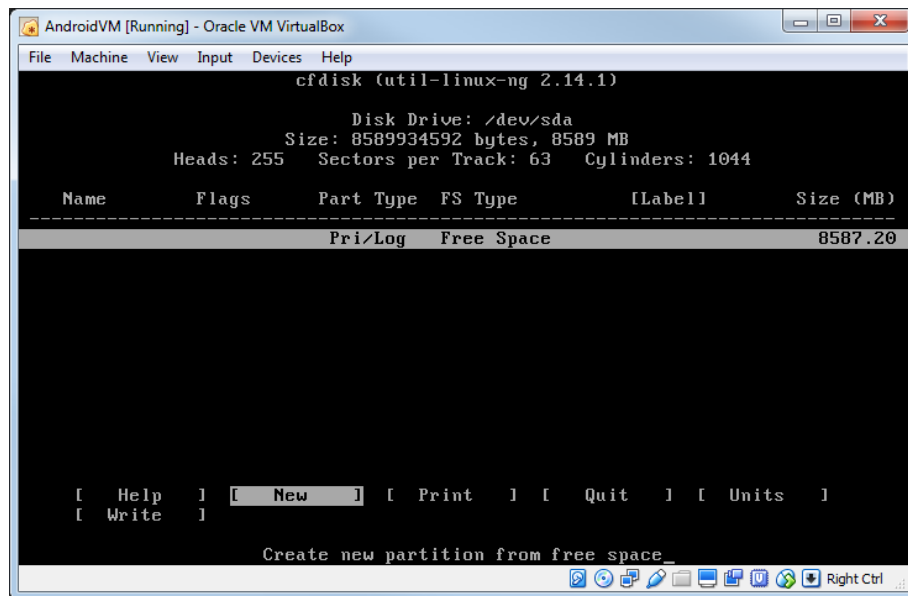 AndroidVM [Running] - Oracle VM VirtualBox
File Machine View Input Devices Help
cfdisk (util-linux-ng 2.14.1)
Disk Drive: /dev/sda
Size: 8589934592 bytes, 8589 MB
Heads: 255 Sectors per Track: 63 Cylinders: 1044
Name Flags Part Type FS Type [Label] Size (MB)
Pri/Log Free Space 8587.20
[ Help ] [ New ] [ Print ] [ Quit ] [ Units ]
[ Write ]
Create new partition from free space_
Right Ctrl